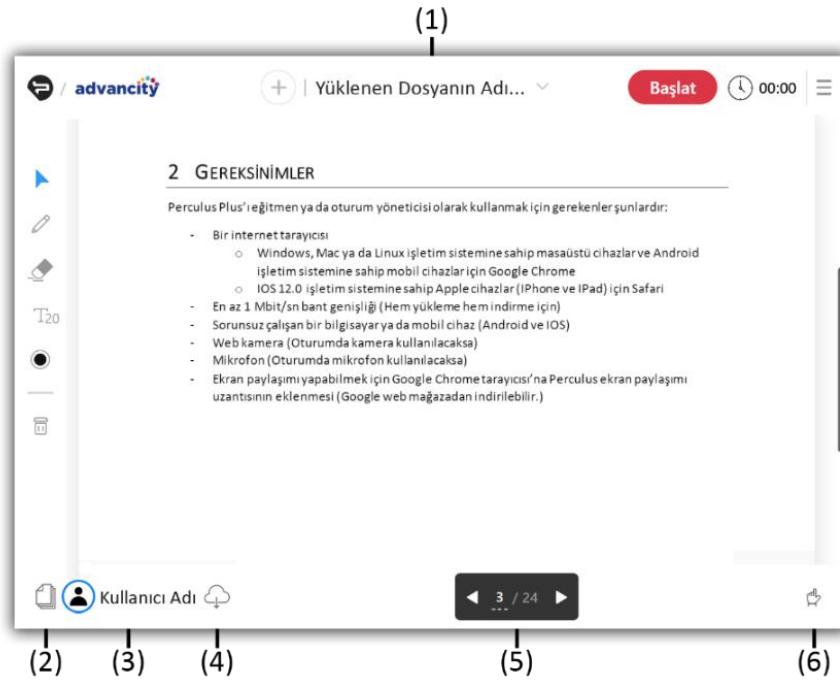 (1)
/ advancity
+ | Yüklenen Dosyanın Adı...
Başlat
00:00
2 GEREKSİNİMLER
Perculus Plus'ı eğitmen ya da oturum yöneticisi olarak kullanmak için gerekenler şunlardır:
- Bir internet tarayıcısı
o Windows, Mac ya da Linux işletim sistemine sahip masaüstü cihazlar ve Android
işletim sistemine sahip mobil cihazlar için Google Chrome
o IOS 12.0 işletim sistemine sahip Apple cihazlar (IPhone ve IPad) için Safari
- En az 1 Mbit/sn bant genişliği (Hem yükleme hem indirme için)
- Sorunsuz çalışan bir bilgisayar ya da mobil cihaz (Android ve IOS)
- Web kamera (Oturumda kamera kullanılacaksa)
- Mikrofon (Oturumda mikrofon kullanılacaksa)
- Ekran paylaşımı yapabilmek için Google Chrome tarayıcısı'na Perculus ekran paylaşımı
uzantısının eklenmesi (Google web mağazadan indirilebilir.)
T20
Kullanıcı Adı
3 / 24
(2) (3) (4) (5) (6)